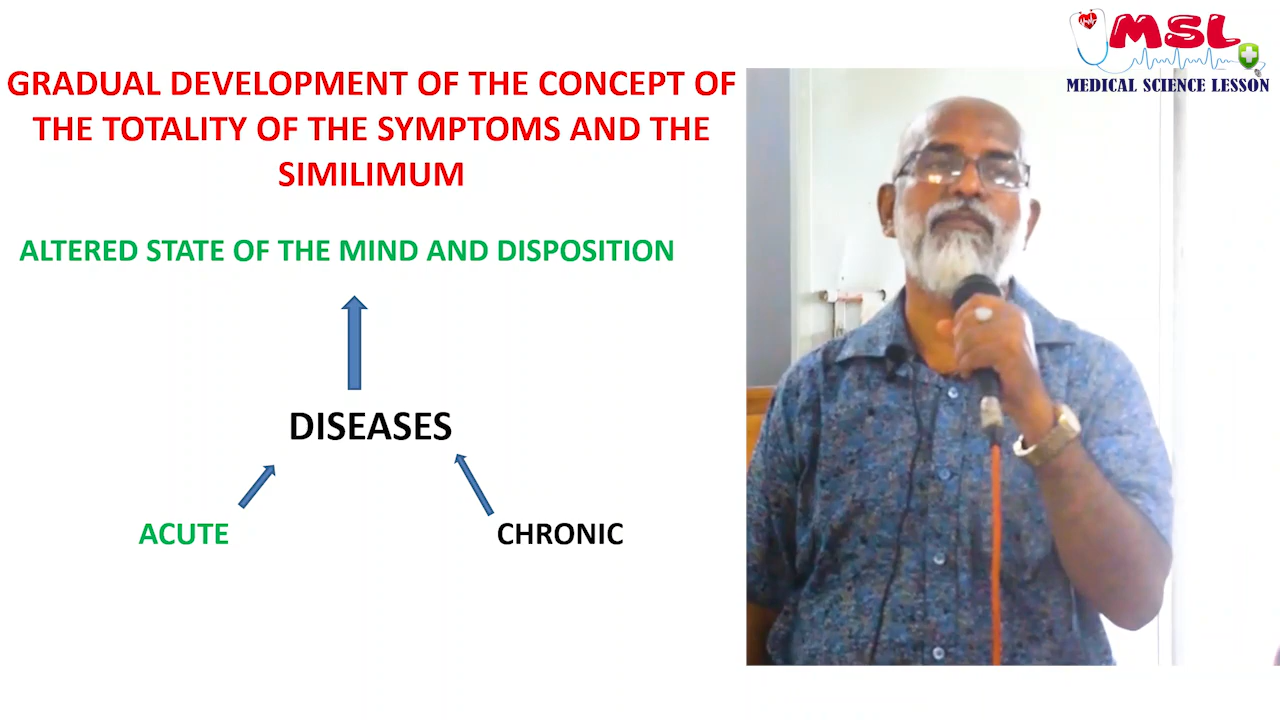 MSL
MEDICAL SCIENCE LESSON
GRADUAL DEVELOPMENT OF THE CONCEPT OF
THE TOTALITY OF THE SYMPTOMS AND THE
SIMILIMUM
ALTERED STATE OF THE MIND AND DISPOSITION
DISEASES
ACUTE
CHRONIC